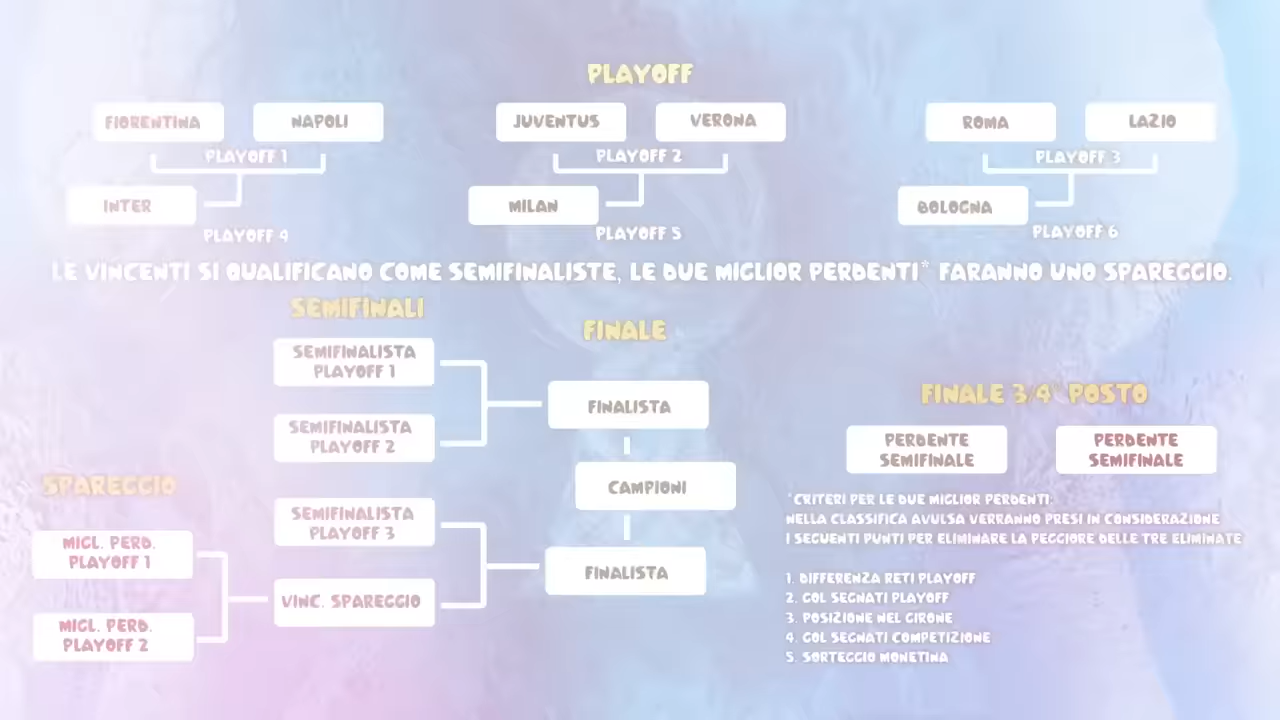 PLAYOFF
FIORENTINA NAPOLI JUVENTUS VERONA ROMA LAZIO
PLAYOFF 1 PLAYOFF 2 PLAYOFF 3
INTER MILAN BOLOGNA
PLAYOFF 4 PLAYOFF 5 PLAYOFF 6
LE VINCENTI SI QUALIFICANO COME SEMIFINALISTE, LE DUE MIGLIOR PERDENTI* FARANNO UNO SPAREGGIO.
SEMIFINALI
FINALE
SEMIFINALISTA
PLAYOFF 1
SEMIFINALISTA
PLAYOFF 2
FINALISTA
CAMPIONI
FINALISTA
SPAREGGIO
SEMIFINALISTA
PLAYOFF 3
MIGL. PERD.
PLAYOFF 1
VINC. SPAREGGIO
MIGL. PERD.
PLAYOFF 2
FINALE 3/4° POSTO
PERDENTE
SEMIFINALE
PERDENTE
SEMIFINALE
*CRITERI PER LE DUE MIGLIOR PERDENTI:
NELLA CLASSIFICA AVULSA VERRANNO PRESI IN CONSIDERAZIONE
I SEGUENTI PUNTI PER ELIMINARE LA PEGGIORE DELLE TRE ELIMINATE
1. DIFFERENZA RETI PLAYOFF
2. GOL SEGNATI PLAYOFF
3. POSIZIONE NEL GIRONE
4. GOL SEGNATI COMPETIZIONE
5. SORTEGGIO MONETINA